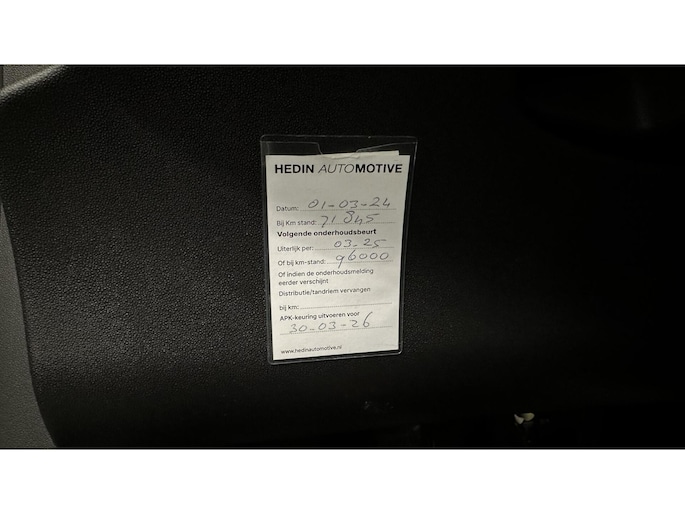 HEDIN AUTOMOTIVE
Datum: 01-03-24
Bij Km stand: 71845
Volgende onderhoudsbeurt
Uiterlijk per: 03-25
Of bij km-stand: 96000
Of indien de onderhoudsmelding
eerder verschijnt
Distributie/tandriem vervangen
bij km:
APK-keuring uitvoeren voor
30-03-26
www.hedinautomotive.nl